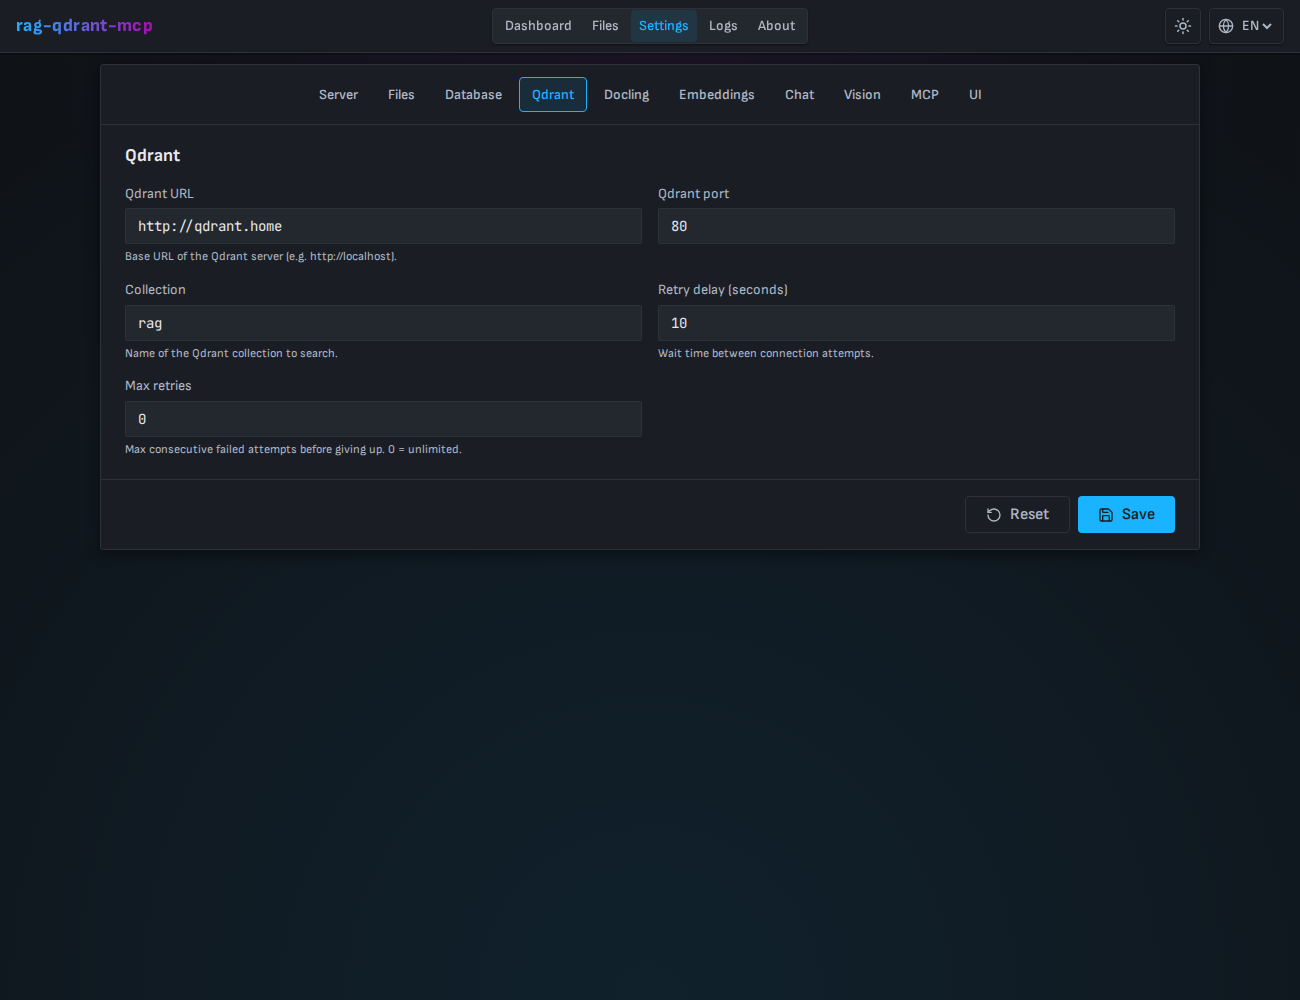 rag-qdrant-mcp
Dashboard Files Settings Logs About
EN
Server Files Database Qdrant Docling Embeddings Chat Vision MCP UI
Qdrant
Qdrant URL Qdrant port
http://qdrant.home 80
Base URL of the Qdrant server (e.g. http://localhost).
Collection Retry delay (seconds)
rag 10
Name of the Qdrant collection to search. Wait time between connection attempts.
Max retries
0
Max consecutive failed attempts before giving up. 0 = unlimited.
Reset Save